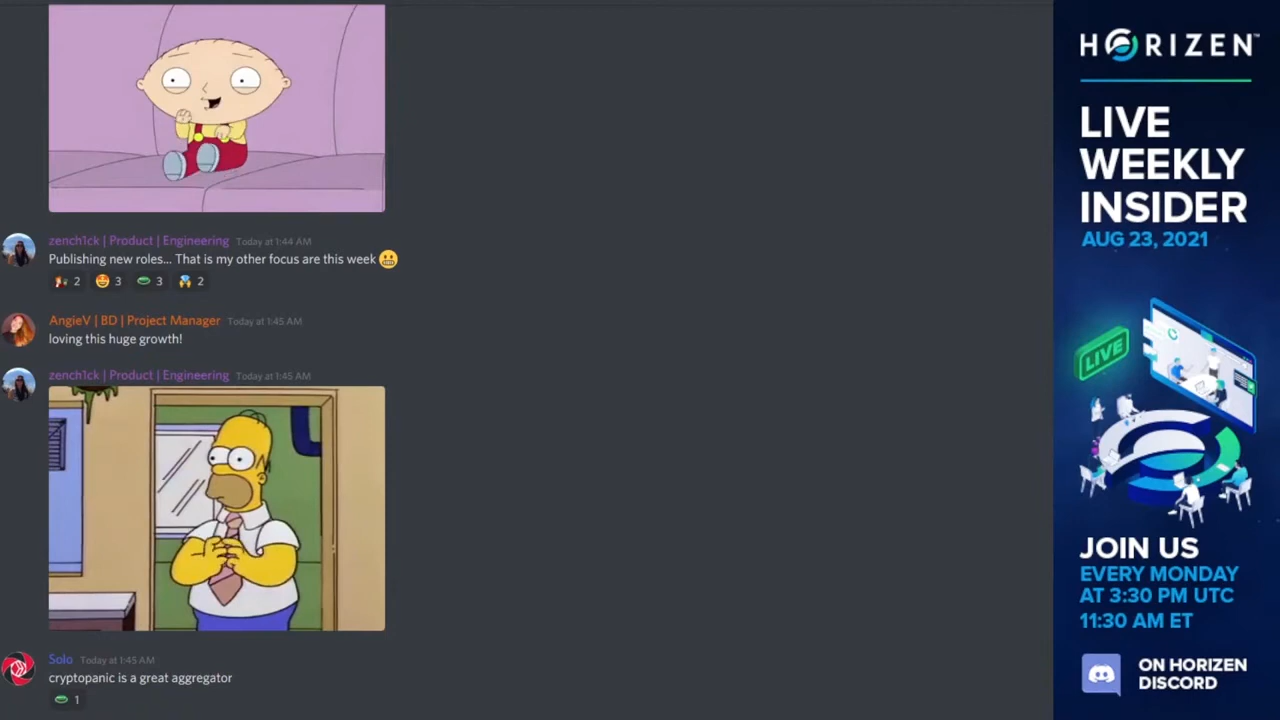 zench1ck | Product | Engineering Today at 1:44 AM
Publishing new roles... That is my other focus are this week
2 3 3 2
AngieV | BD | Project Manager Today at 1:45 AM
loving this huge growth!
zench1ck | Product | Engineering Today at 1:45 AM
Solo Today at 1:45 AM
cryptopanic is a great aggregator
1
HORIZEN™
LIVE
WEEKLY
INSIDER
AUG 23, 2021
LIVE
JOIN US
EVERY MONDAY
AT 3:30 PM UTC
11:30 AM ET
ON HORIZEN
DISCORD